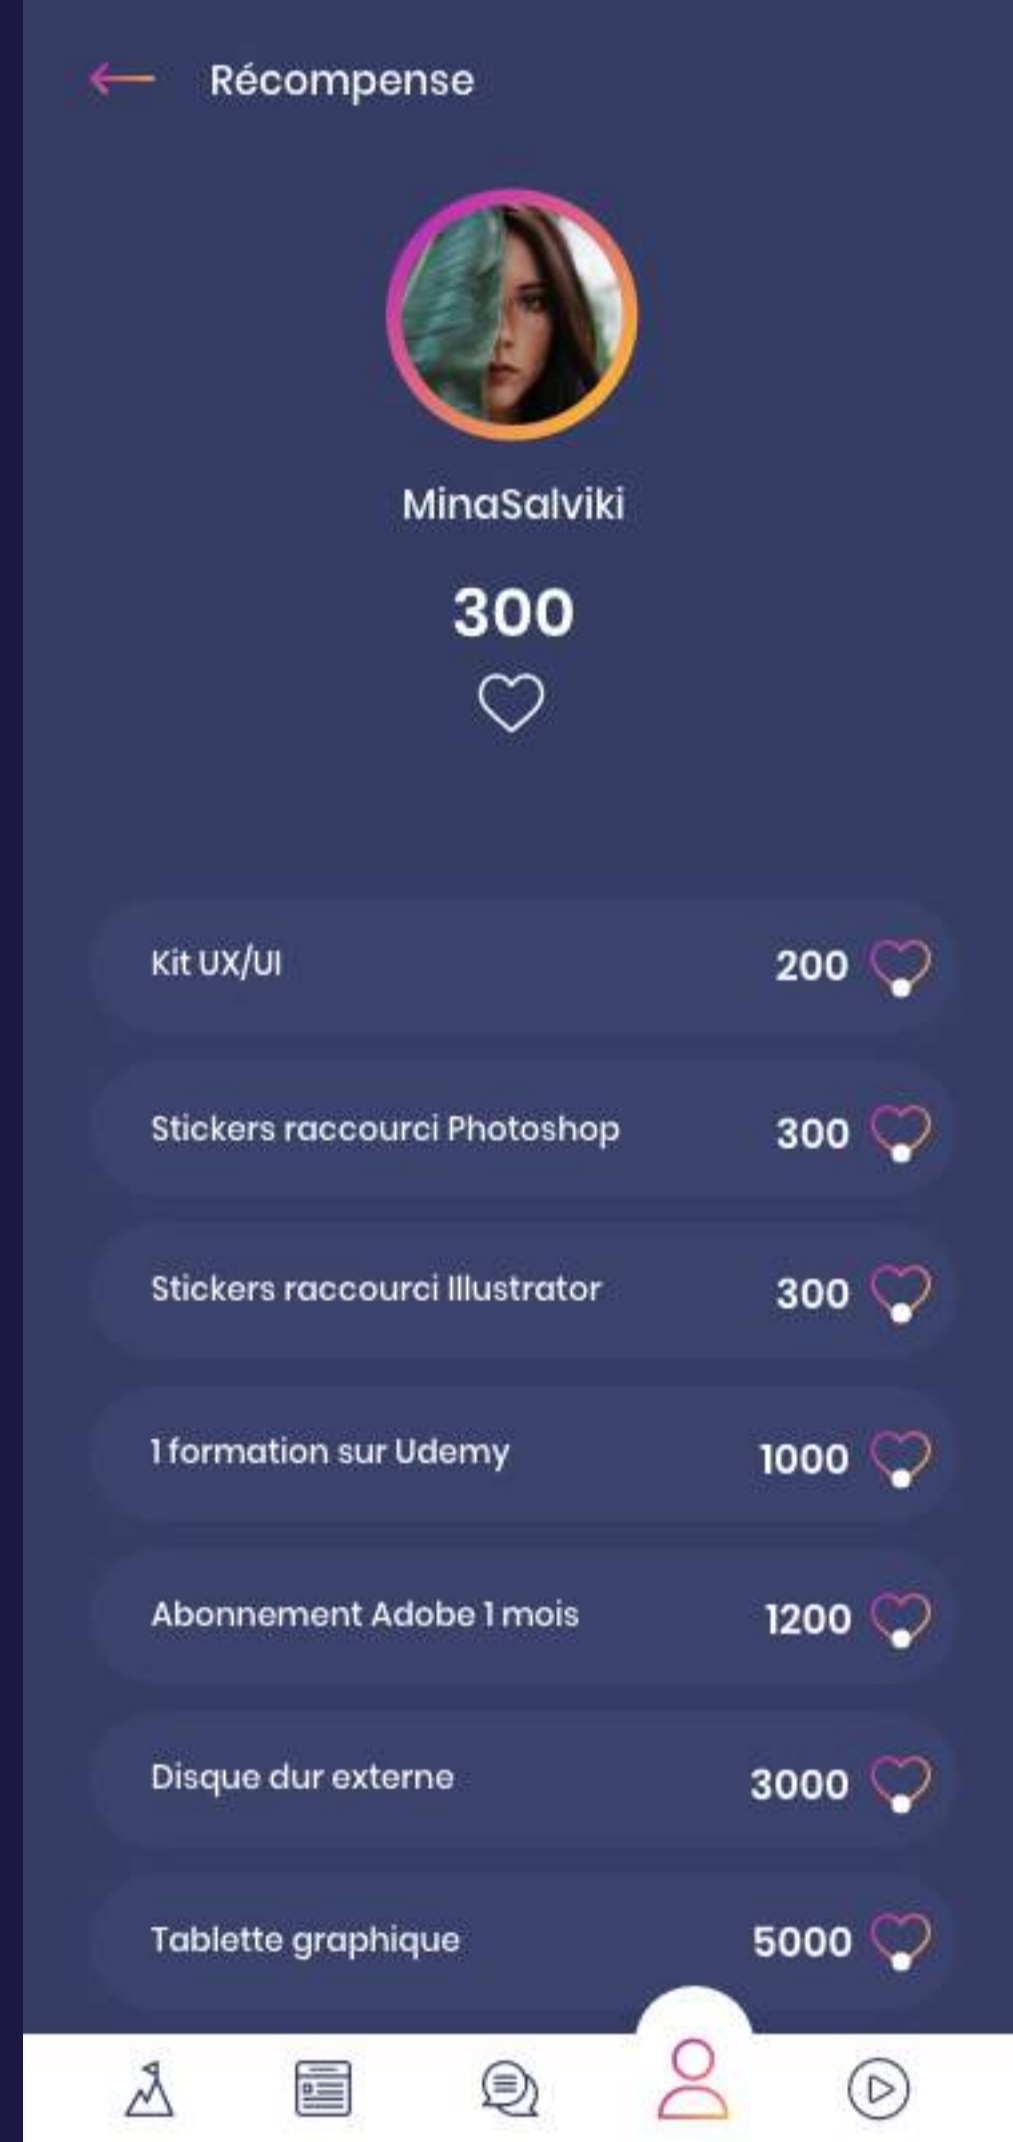 Récompense
MinaSalviki
300
Kit UX/UI 200
Stickers raccourci Photoshop 300
Stickers raccourci Illustrator 300
1 formation sur Udemy 1000
Abonnement Adobe 1 mois 1200
Disque dur externe 3000
Tablette graphique 5000